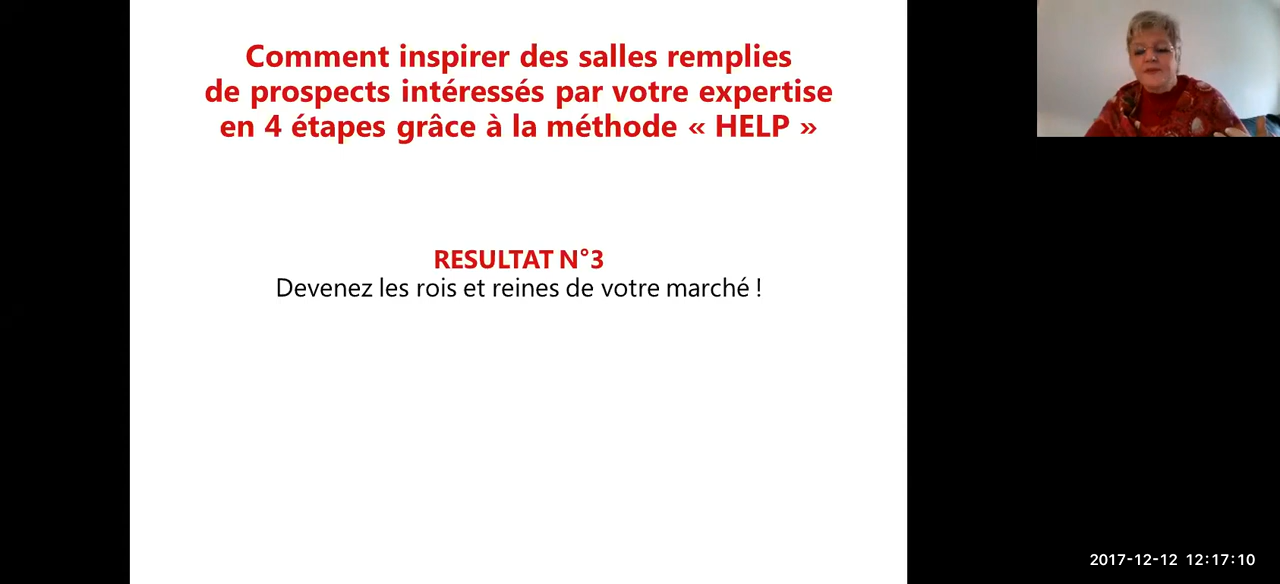 Comment inspirer des salles remplies
de prospects intéressés par votre expertise
en 4 étapes grâce à la méthode « HELP »
RESULTAT N°3
Devenez les rois et reines de votre marché !
2017-12-12 12:17:10